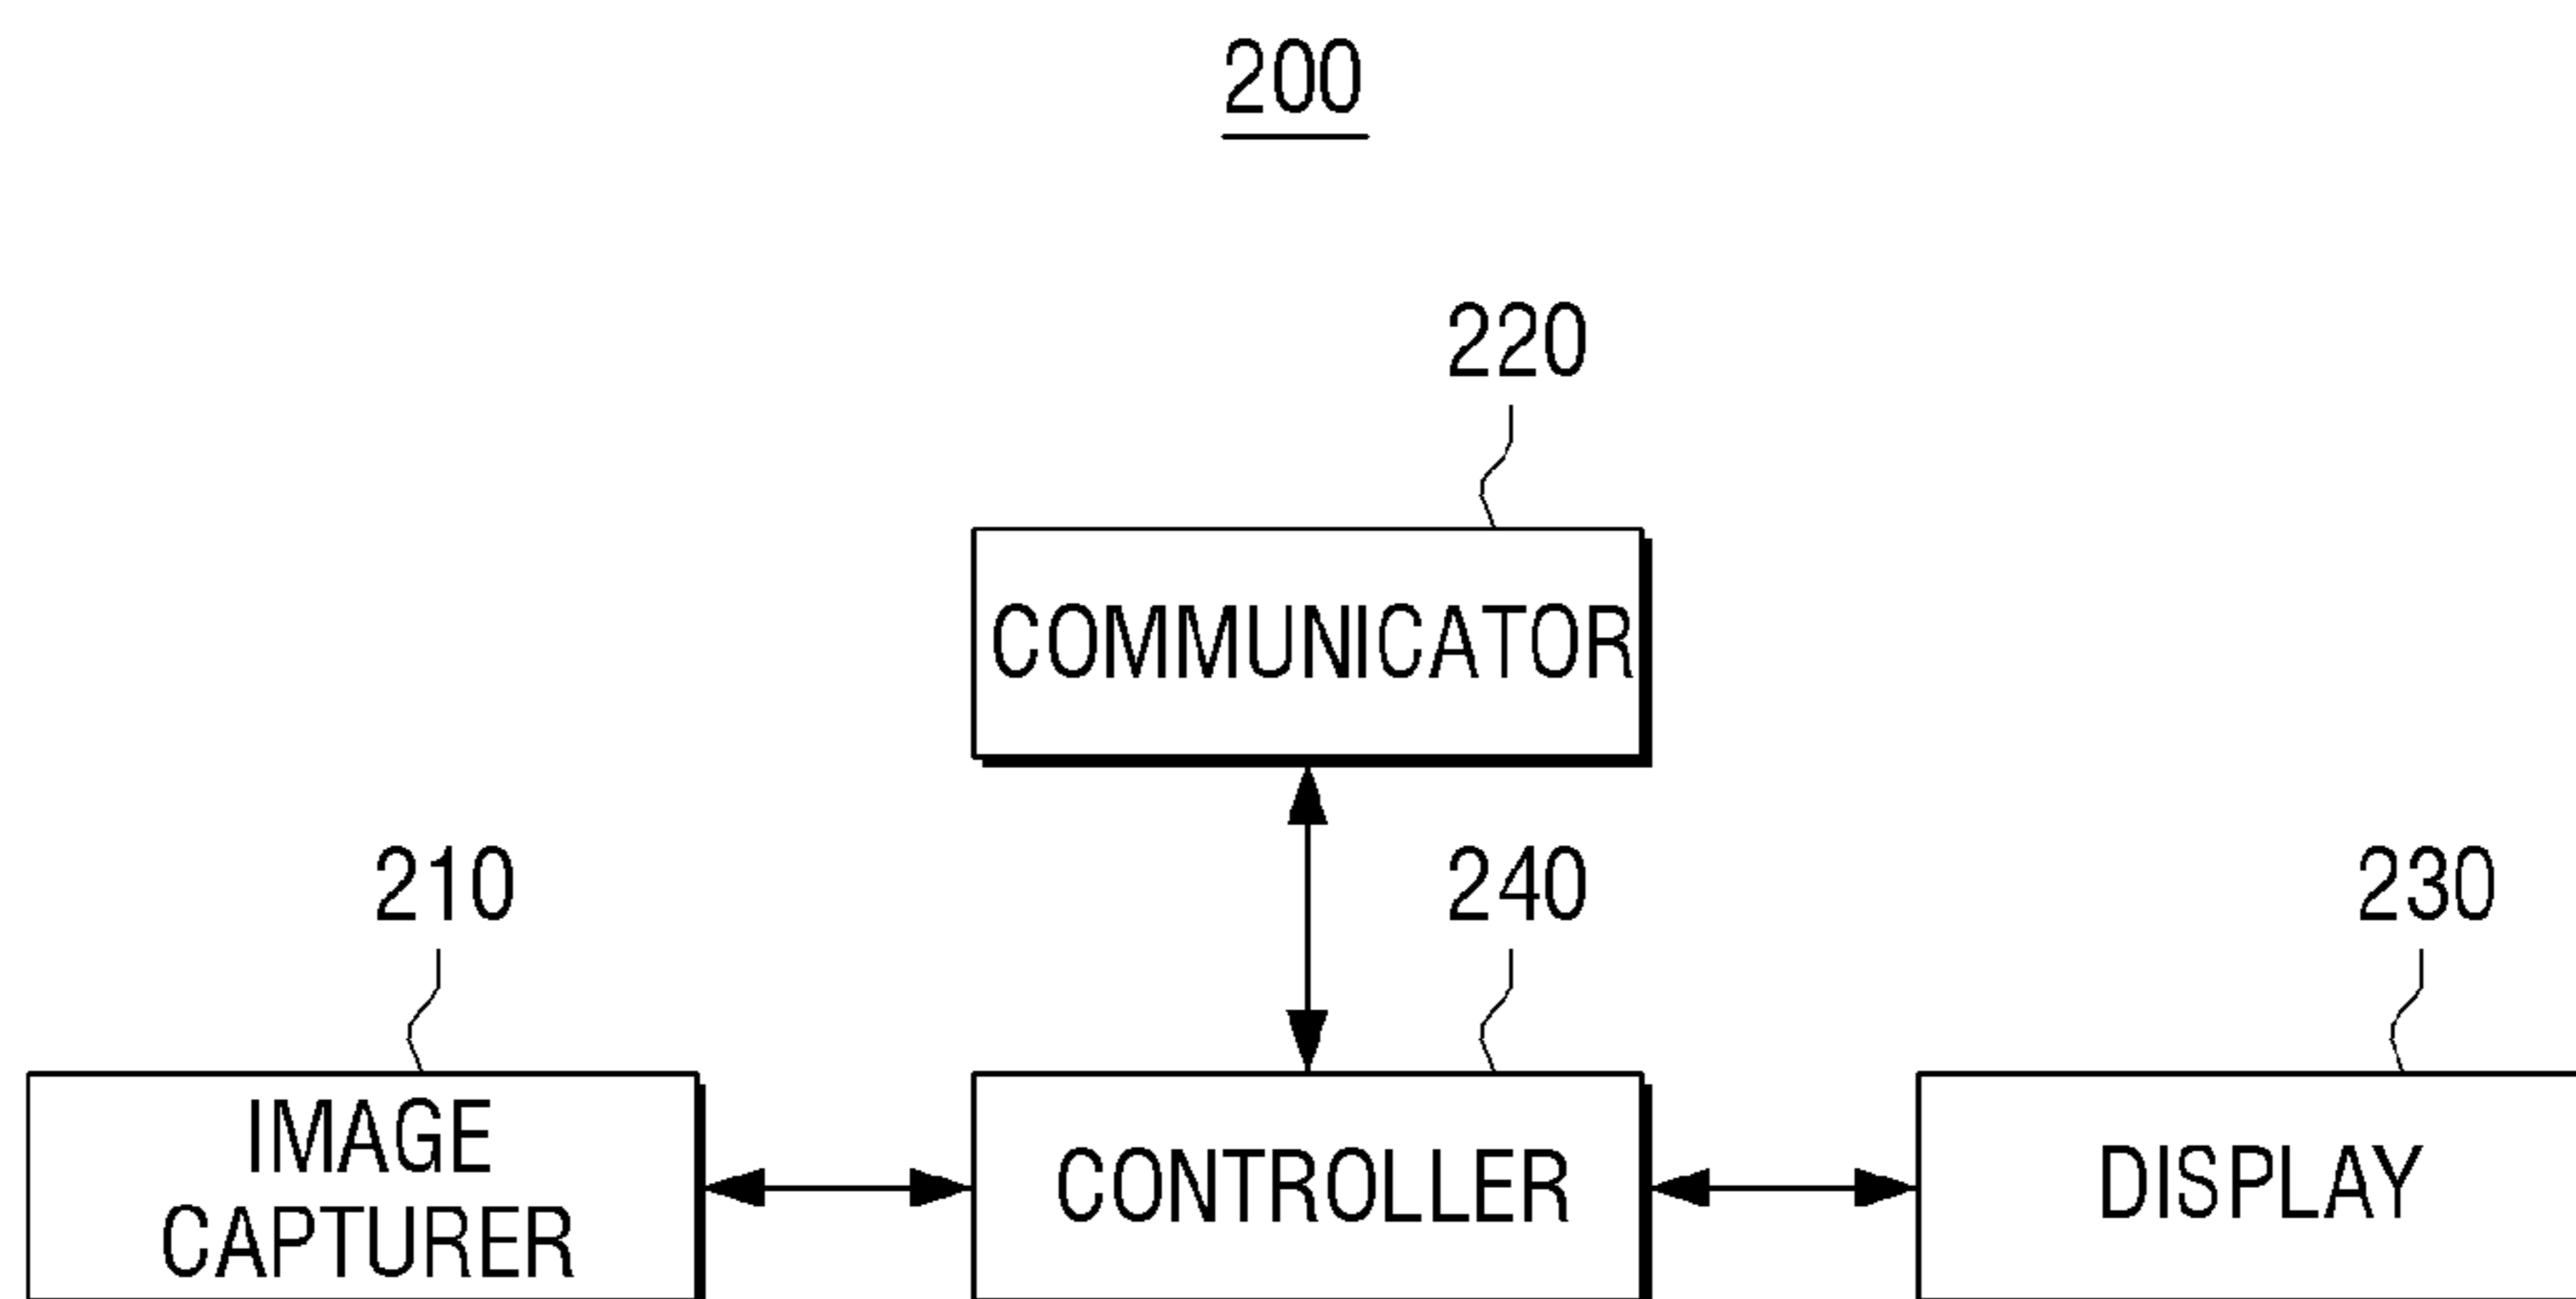 200
220
COMMUNICATOR
210
240
230
IMAGE
CAPTURER
CONTROLLER
DISPLAY